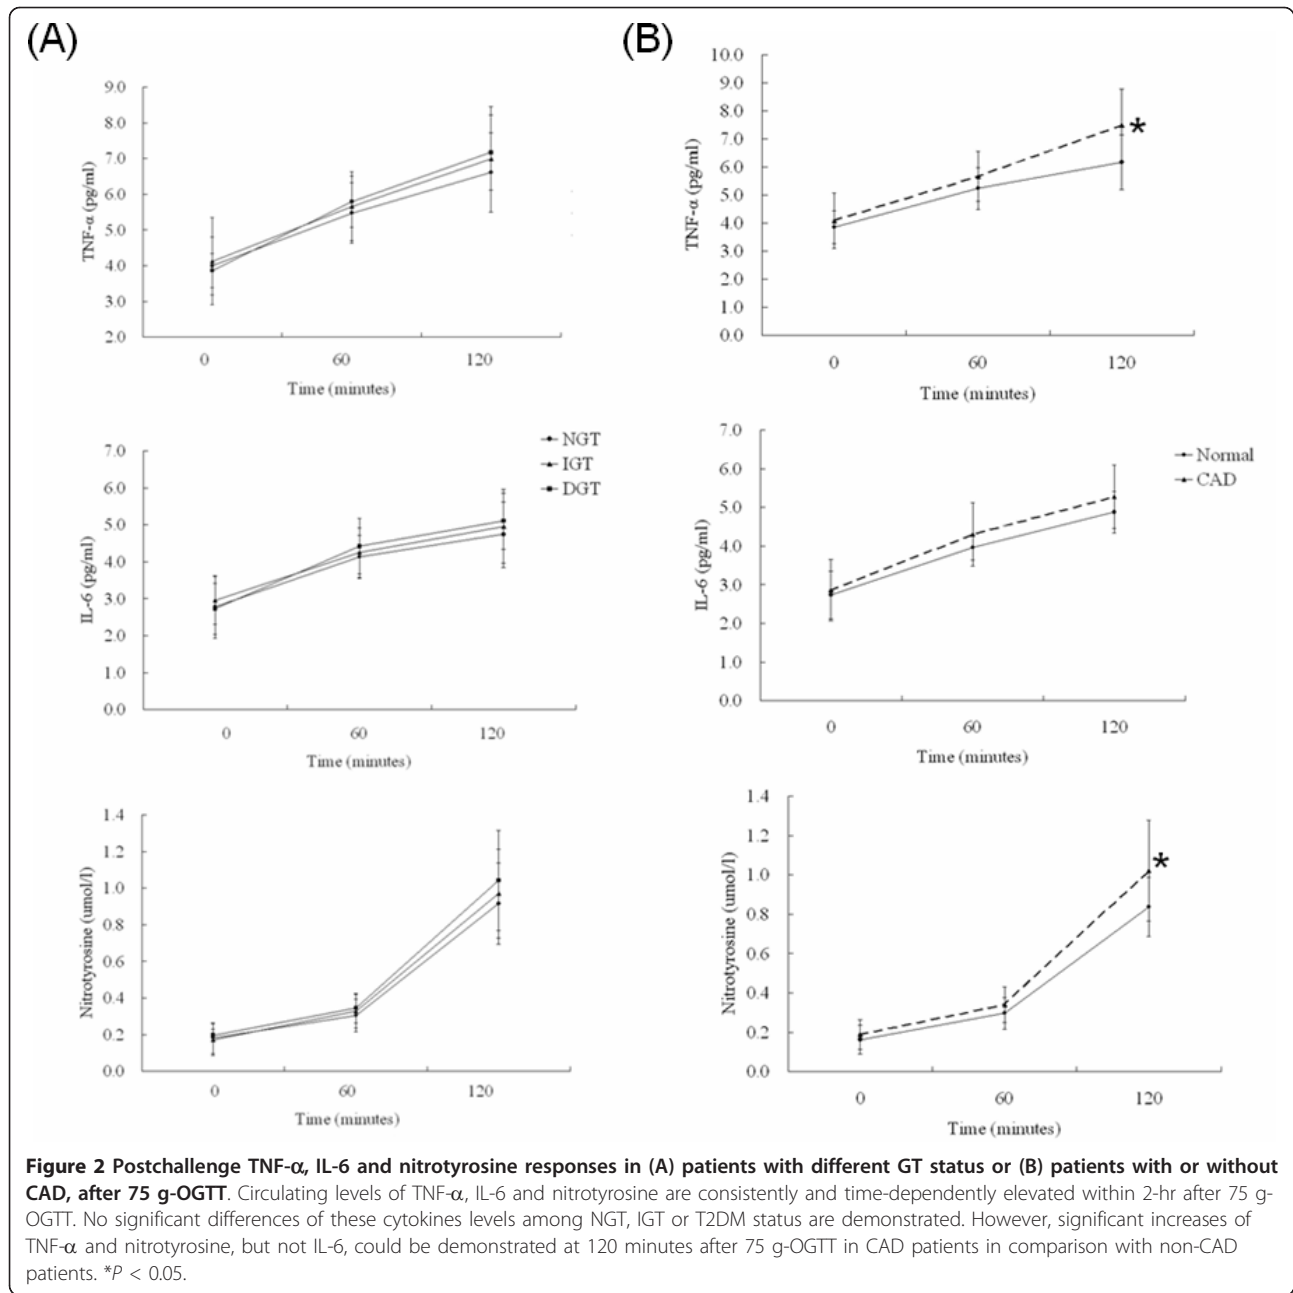 (A)
9.0
8.0
7.0
6.0
5.0
4.0
3.0
2.0
TNF-α (pg/ml)
0 60 120
Time (minutes)
(B)
10.0
9.0
8.0
7.0
6.0
5.0
4.0
3.0
2.0
1.0
0.0
TNF-α (pg/ml)
*
0 60 120
Time (minutes)
7.0
6.0
5.0
4.0
3.0
2.0
1.0
0.0
IL-6 (pg/ml)
NGT
IGT
DGT
0 60 120
Time (minutes)
7.0
6.0
5.0
4.0
3.0
2.0
1.0
0.0
IL-6 (pg/ml)
Normal
CAD
0 60 120
Time (minutes)
1.4
1.2
1.0
0.8
0.6
0.4
0.2
0.0
Nitrotyrosine (umol/l)
0 60 120
Time (minutes)
1.4
1.2
1.0
0.8
0.6
0.4
0.2
0.0
Nitrotyrosine (umol/l)
*
0 60 120
Time (minutes)
Figure 2 Postchallenge TNF-α, IL-6 and nitrotyrosine responses in (A) patients with different GT status or (B) patients with or without
CAD, after 75 g-OGTT. Circulating levels of TNF-α, IL-6 and nitrotyrosine are consistently and time-dependently elevated within 2-hr after 75 g-
OGTT. No significant differences of these cytokines levels among NGT, IGT or T2DM status are demonstrated. However, significant increases of
TNF-α and nitrotyrosine, but not IL-6, could be demonstrated at 120 minutes after 75 g-OGTT in CAD patients in comparison with non-CAD
patients. *P < 0.05.